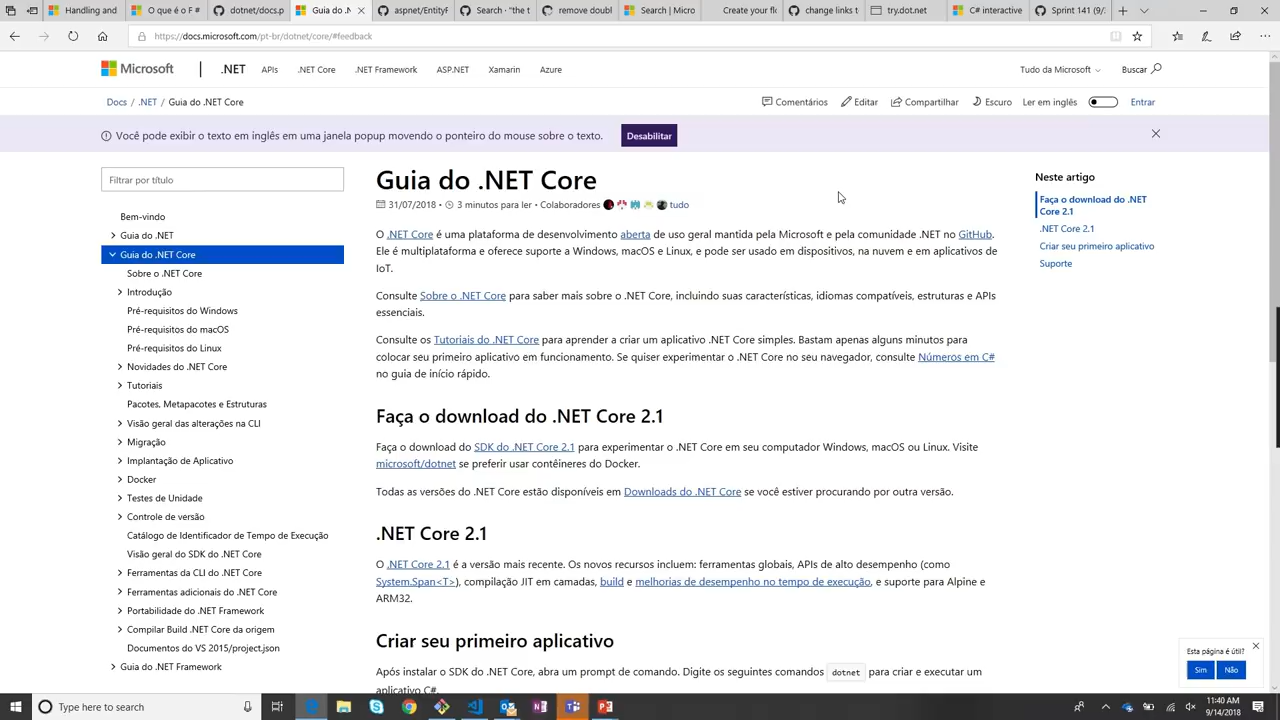 Handling and
O que é o F#
dotnet/docs.p
Guia do .N
aspnet/dotne
Search · "the t
remove doubl
Search | Micro
Create your flo
change links t
try.dot.net
C# interactive
Sprint 141 (9/3
https://docs.microsoft.com/pt-br/dotnet/core/#feedback
Microsoft
.NET
APIs
.NET Core
.NET Framework
ASP.NET
Xamarin
Azure
Tudo da Microsoft
Buscar
Docs / .NET / Guia do .NET Core
Comentários
Editar
Compartilhar
Escuro
Ler em inglês
Entrar
Você pode exibir o texto em inglês em uma janela popup movendo o ponteiro do mouse sobre o texto.
Desabilitar
Filtrar por título
Bem-vindo
Guia do .NET
Guia do .NET Core
Sobre o .NET Core
Introdução
Pré-requisitos do Windows
Pré-requisitos do macOS
Pré-requisitos do Linux
Novidades do .NET Core
Tutoriais
Pacotes, Metapacotes e Estruturas
Visão geral das alterações na CLI
Migração
Implantação de Aplicativo
Docker
Testes de Unidade
Controle de versão
Catálogo de Identificador de Tempo de Execução
Visão geral do SDK do .NET Core
Ferramentas da CLI do .NET Core
Ferramentas adicionais do .NET Core
Portabilidade do .NET Framework
Compilar Build .NET Core da origem
Documentos do VS 2015/project.json
Guia do .NET Framework
Guia do .NET Core
31/07/2018 • 3 minutos para ler • Colaboradores tudo
O .NET Core é uma plataforma de desenvolvimento aberta de uso geral mantida pela Microsoft e pela comunidade .NET no GitHub.
Ele é multiplataforma e oferece suporte a Windows, macOS e Linux, e pode ser usado em dispositivos, na nuvem e em aplicativos de
IoT.
Consulte Sobre o .NET Core para saber mais sobre o .NET Core, incluindo suas características, idiomas compatíveis, estruturas e APIs
essenciais.
Consulte os Tutoriais do .NET Core para aprender a criar um aplicativo .NET Core simples. Bastam apenas alguns minutos para
colocar seu primeiro aplicativo em funcionamento. Se quiser experimentar o .NET Core no seu navegador, consulte Números em C#
no guia de início rápido.
Faça o download do .NET Core 2.1
Faça o download do SDK do .NET Core 2.1 para experimentar o .NET Core em seu computador Windows, macOS ou Linux. Visite
microsoft/dotnet se preferir usar contêineres do Docker.
Todas as versões do .NET Core estão disponíveis em Downloads do .NET Core se você estiver procurando por outra versão.
.NET Core 2.1
O .NET Core 2.1 é a versão mais recente. Os novos recursos incluem: ferramentas globais, APIs de alto desempenho (como
System.Span<T>), compilação JIT em camadas, build e melhorias de desempenho no tempo de execução, e suporte para Alpine e
ARM32.
Criar seu primeiro aplicativo
Após instalar o SDK do .NET Core, abra um prompt de comando. Digite os seguintes comandos dotnet para criar e executar um
aplicativo C#.
Neste artigo
Faça o download do .NET
Core 2.1
.NET Core 2.1
Criar seu primeiro aplicativo
Suporte
Esta página é útil?
Sim
Não
Type here to search
11:40 AM
9/14/2018